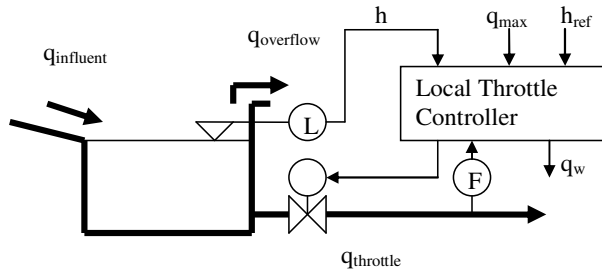 h
q_max
h_ref
q_overflow
q_influent
Local Throttle
Controller
L
F
q_w
q_throttle